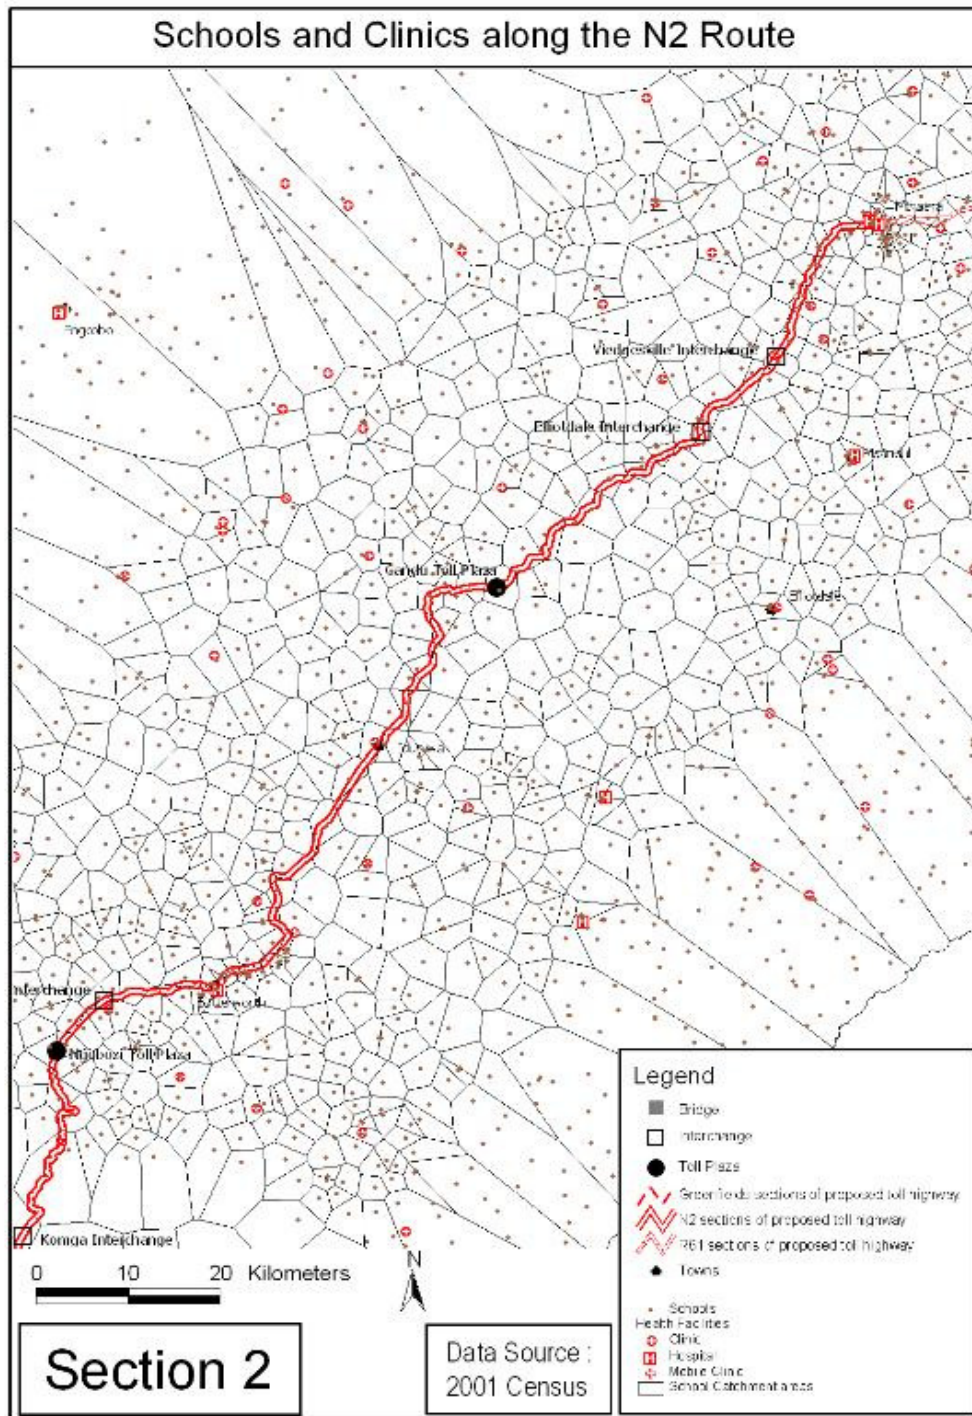 Schools and Clinics along the N2 Route
Viedgesville Interchange
Elliotdale Interchange
Toll Plaza
Elliotdale
Interchange
Butterworth
Toll Plaza
Komga Interchange
N
0 10 20 Kilometers
Section 2
Data Source :
2001 Census
Legend
Bridge
Interchange
Toll Plaza
Greenfields sections of proposed toll highway
N2 sections of proposed toll highway
R61 sections of proposed toll highway
Towns
Schools
Health Facilities
Clinic
Hospital
Mobile Clinic
School Catchment areas
H
H
H
H
H
H
H